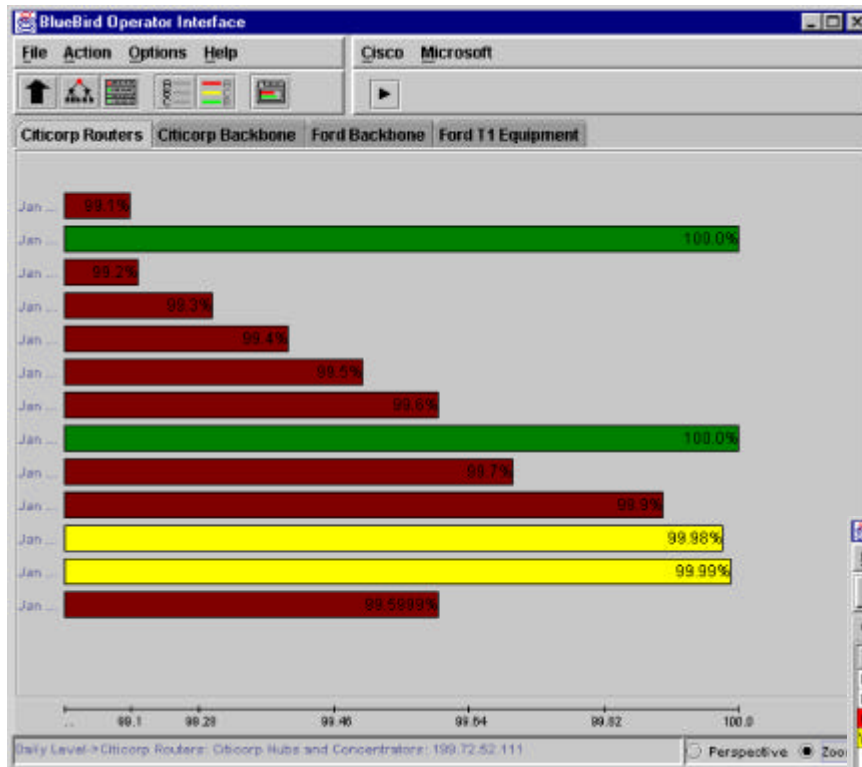 BlueBird Operator Interface
File Action Options Help
Cisco Microsoft
Citicorp Routers Citicorp Backbone Ford Backbone Ford T1 Equipment
Jan ... 99.1%
Jan ... 100.0%
Jan ... 99.2%
Jan ... 99.3%
Jan ... 99.4%
Jan ... 99.5%
Jan ... 99.6%
Jan ... 100.0%
Jan ... 99.7%
Jan ... 99.9%
Jan ... 99.98%
Jan ... 99.99%
Jan ... 99.5999%
.. 99.1 99.28 99.46 99.64 99.82 100.0
Daily Level->Citicorp Routers: Citicorp Hubs and Concentrators: 199.72.52.111
Perspective Zoo